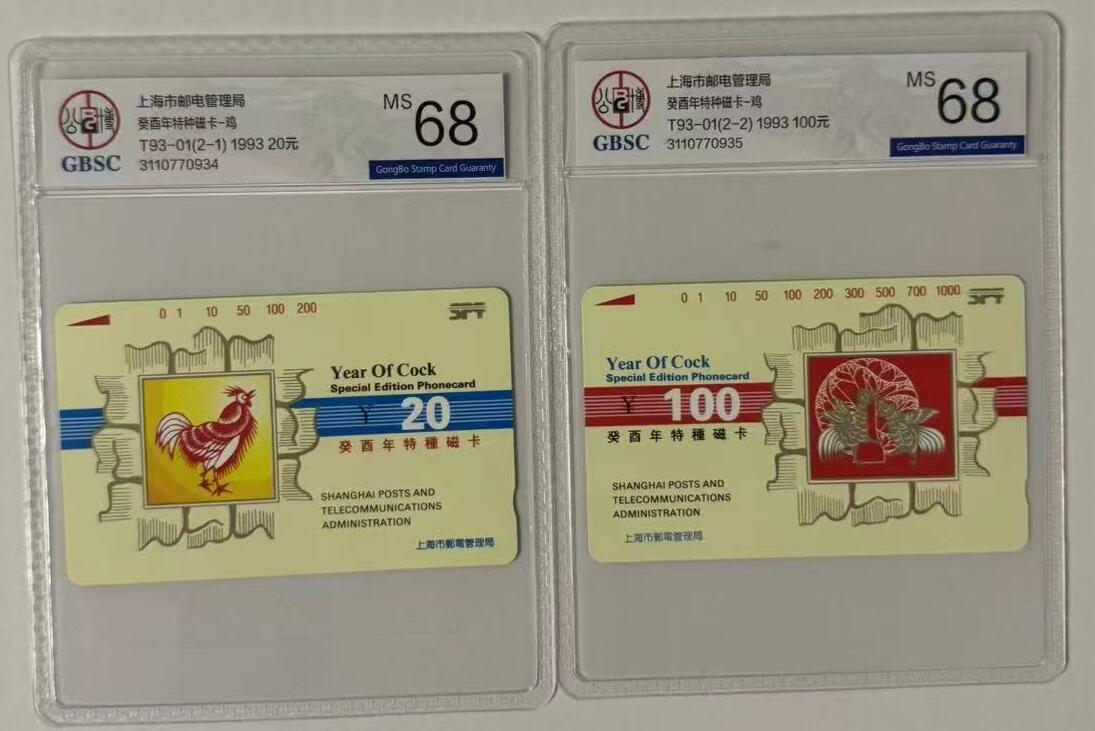 上海市邮电管理局
癸酉年特种磁卡-鸡
T93-01(2-1) 1993 20元
3110770934
GBSC
MS 68
GongBo Stamp Card Guaranty
0 1 10 50 100 200
Year Of Cock
Special Edition Phonecard
¥ 20
癸酉年特種磁卡
SHANGHAI POSTS AND
TELECOMMUNICATIONS
ADMINISTRATION
上海市郵電管理局
上海市邮电管理局
癸酉年特种磁卡-鸡
T93-01(2-2) 1993 100元
3110770935
GBSC
MS 68
GongBo Stamp Card Guaranty
0 1 10 50 100 200 300 500 700 1000
Year Of Cock
Special Edition Phonecard
¥ 100
癸酉年特種磁卡
SHANGHAI POSTS AND
TELECOMMUNICATIONS
ADMINISTRATION
上海市郵電管理局